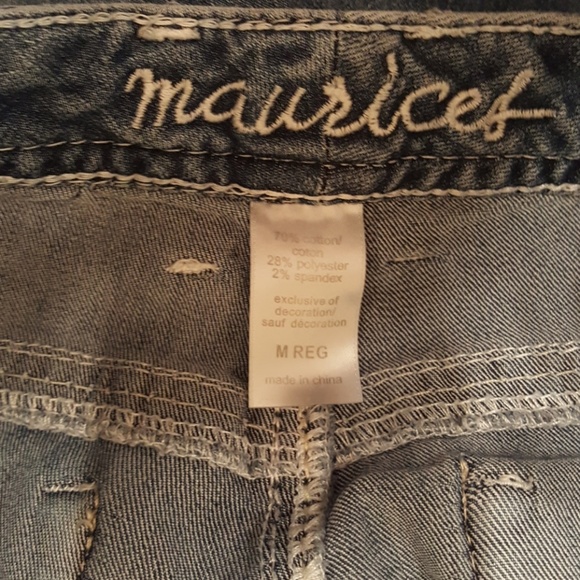 maurices
70% cotton/
coton
28% polyester
2% spandex
exclusive of
decoration/
sauf décoration
M REG
made in china